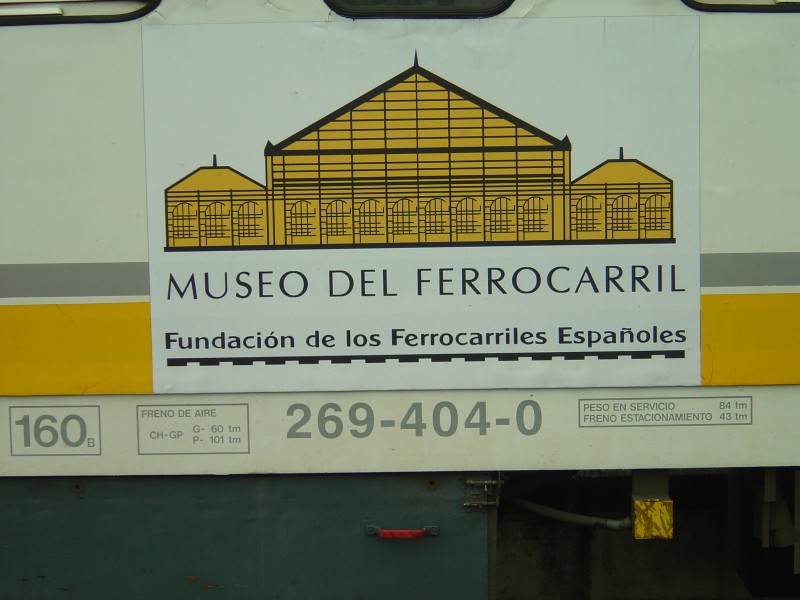 MUSEO DEL FERROCARRIL
Fundación de los Ferrocarriles Españoles
160 B
FRENO DE AIRE
CH-GP G- 60 tm
P- 101 tm
269-404-0
PESO EN SERVICIO 84 tm
FRENO ESTACIONAMIENTO 43 tm